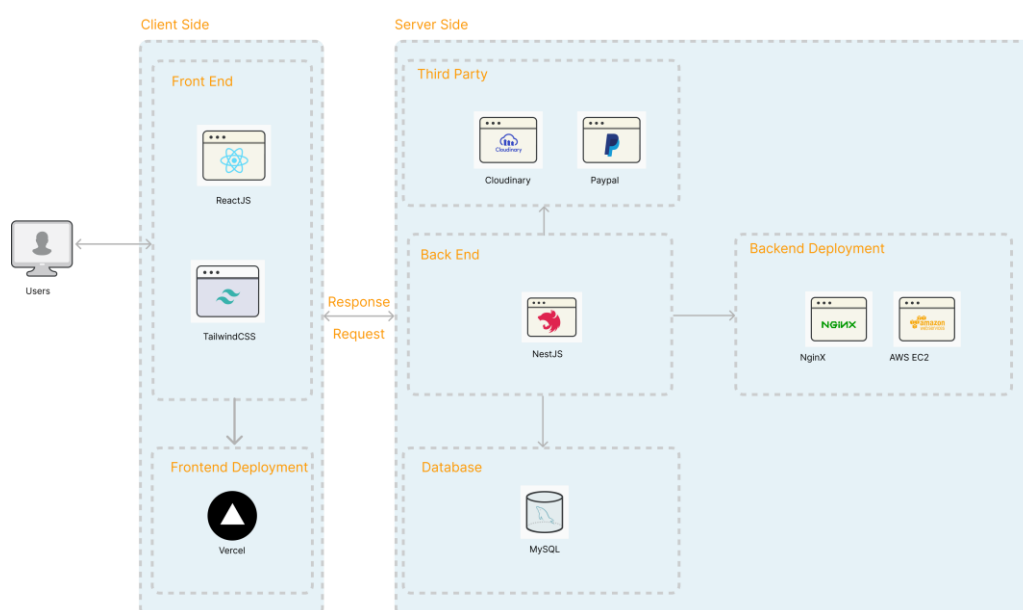 Client Side
Server Side
Front End
ReactJS
TailwindCSS
Users
Response
Request
Frontend Deployment
Vercel
Third Party
Cloudinary
Cloudinary
Paypal
Back End
NestJS
Backend Deployment
NGINX
NginX
amazon
AWS EC2
Database
MySQL